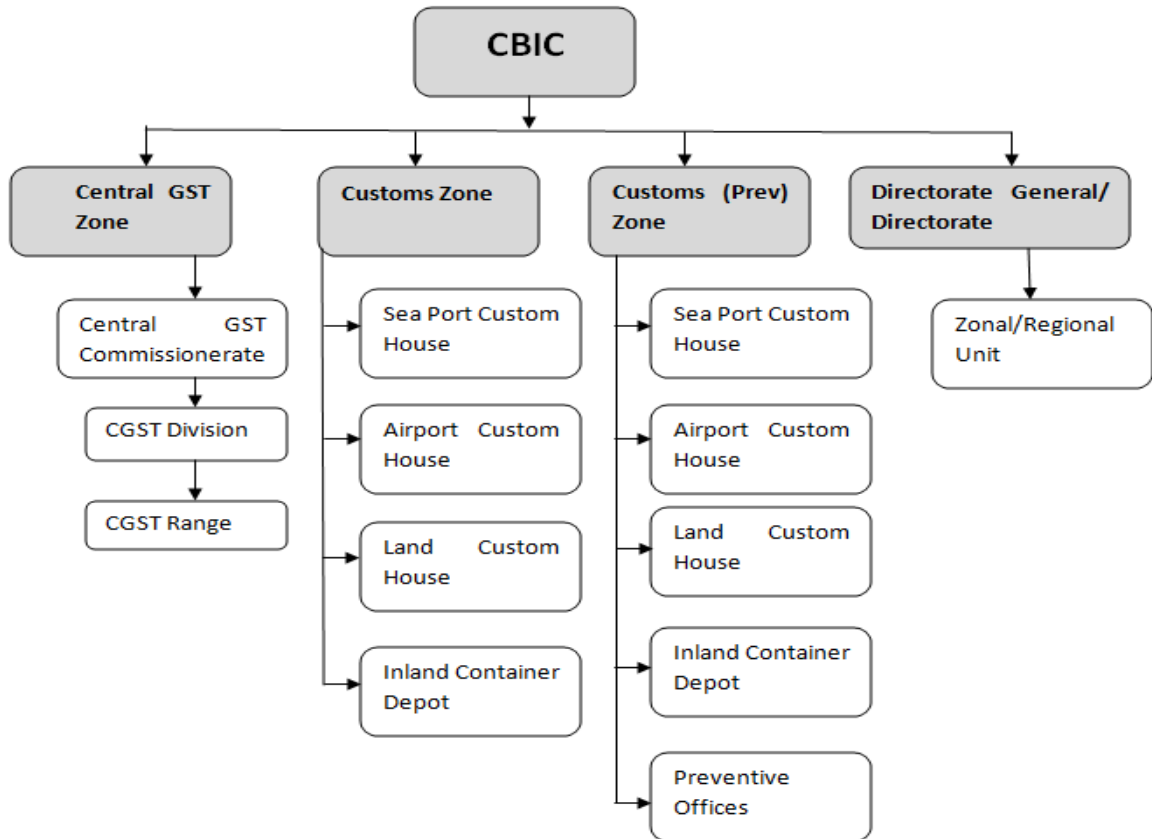 CBIC
Central GST
Zone
Customs Zone
Customs (Prev)
Zone
Directorate General/
Directorate
Central GST
Commissionerate
CGST Division
CGST Range
Sea Port Custom
House
Airport Custom
House
Land Custom
House
Inland Container
Depot
Sea Port Custom
House
Airport Custom
House
Land Custom
House
Inland Container
Depot
Preventive
Offices
Zonal/Regional
Unit